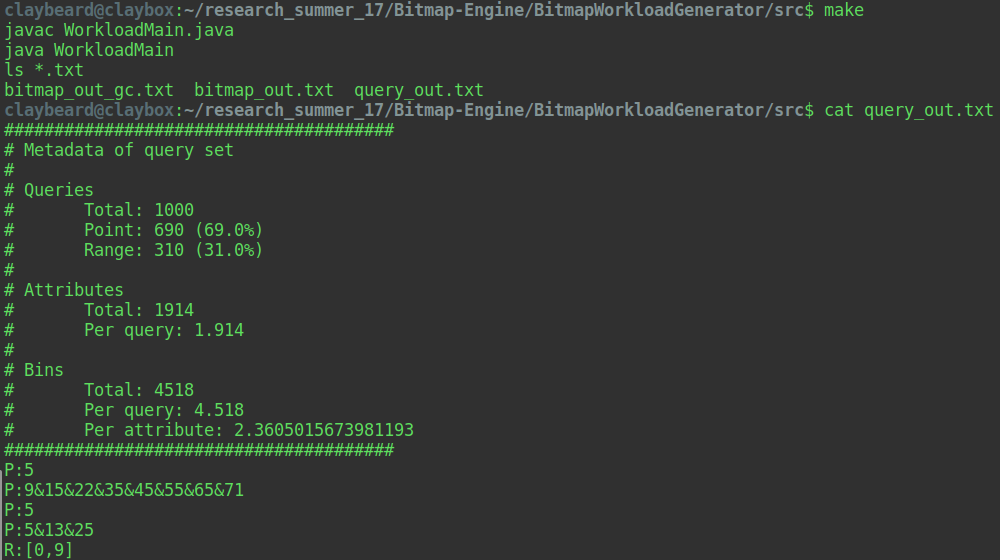 claybeard@claybox:~/research_summer_17/Bitmap-Engine/BitmapWorkloadGenerator/src$ make
javac WorkloadMain.java
java WorkloadMain
ls *.txt
bitmap_out_gc.txt  bitmap_out.txt  query_out.txt
claybeard@claybox:~/research_summer_17/Bitmap-Engine/BitmapWorkloadGenerator/src$ cat query_out.txt
#######################################
# Metadata of query set
#
# Queries
#       Total: 1000
#       Point: 690 (69.0%)
#       Range: 310 (31.0%)
#
# Attributes
#       Total: 1914
#       Per query: 1.914
#
# Bins
#       Total: 4518
#       Per query: 4.518
#       Per attribute: 2.3605015673981193
#######################################
P:5
P:9&15&22&35&45&55&65&71
P:5
P:5&13&25
R:[0,9]